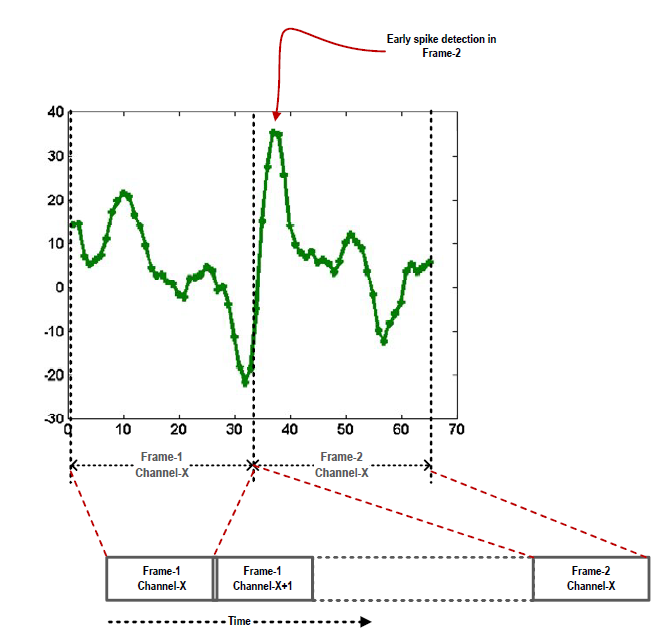 Early spike detection in
Frame-2
40
30
20
10
0
-10
-20
-30
0 10 20 30 40 50 60 70
Frame-1 Frame-2
Channel-X Channel-X
Frame-1 Frame-1 Frame-2
Channel-X Channel-X+1 Channel-X
Time